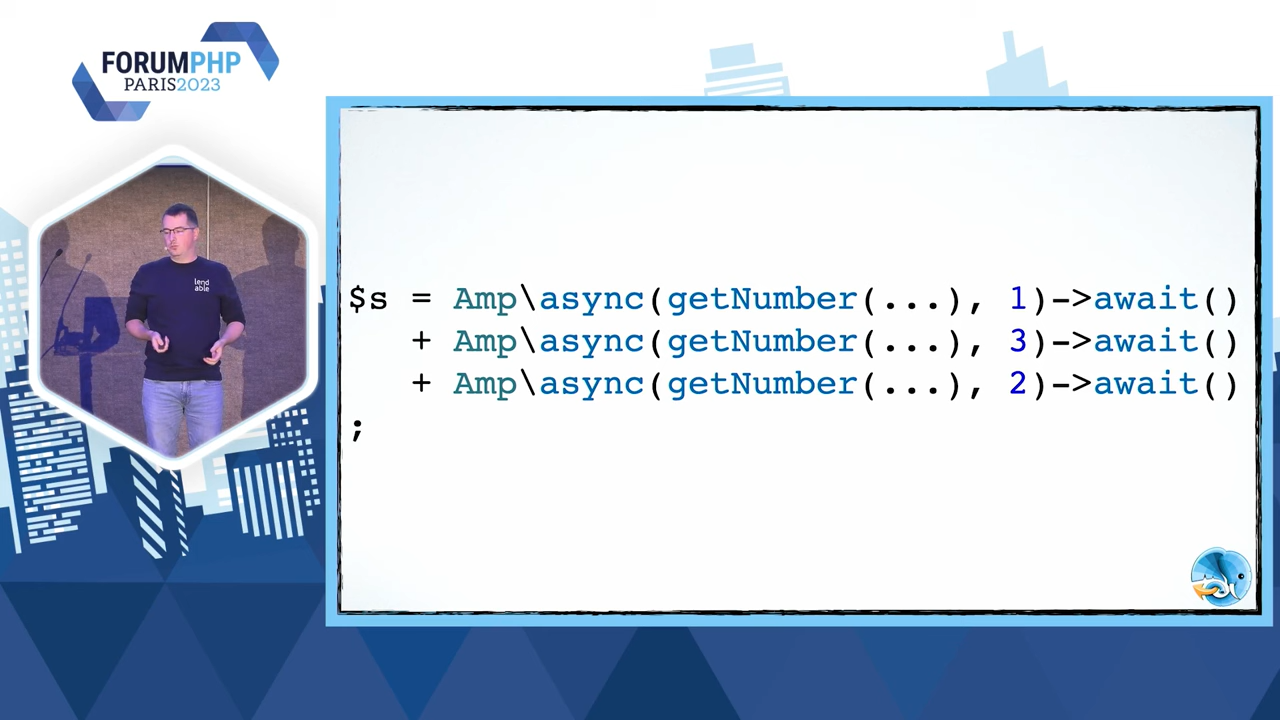 FORUMPHP
PARIS2023
lend
able
$s = Amp\async(getNumber(...), 1)->await()
+ Amp\async(getNumber(...), 3)->await()
+ Amp\async(getNumber(...), 2)->await()
;